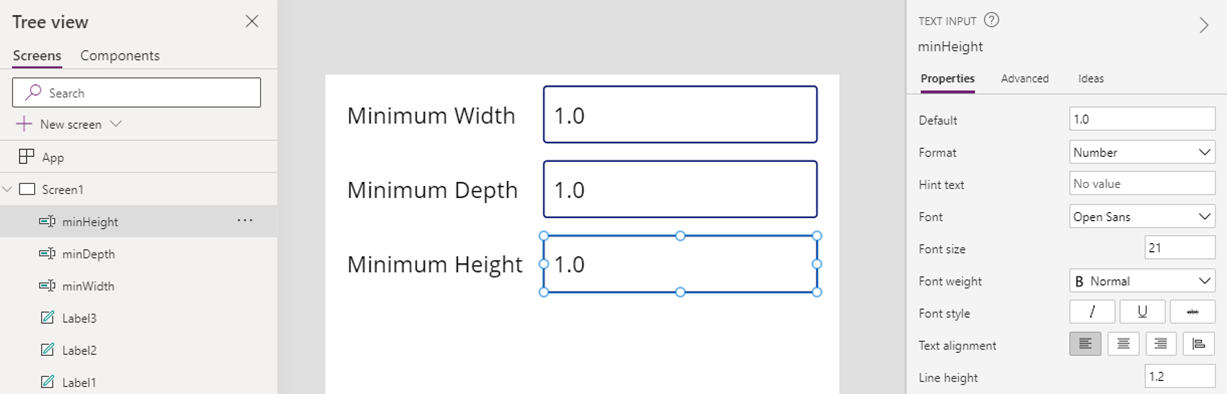 Tree view
Screens Components
Search
New screen
App
Screen1
minHeight
minDepth
minWidth
Label3
Label2
Label1
Minimum Width 1.0
Minimum Depth 1.0
Minimum Height 1.0
TEXT INPUT ?
minHeight
Properties Advanced Ideas
Default 1.0
Format Number
Hint text No value
Font Open Sans
Font size 21
Font weight B Normal
Font style / U abc
Text alignment
Line height 1.2